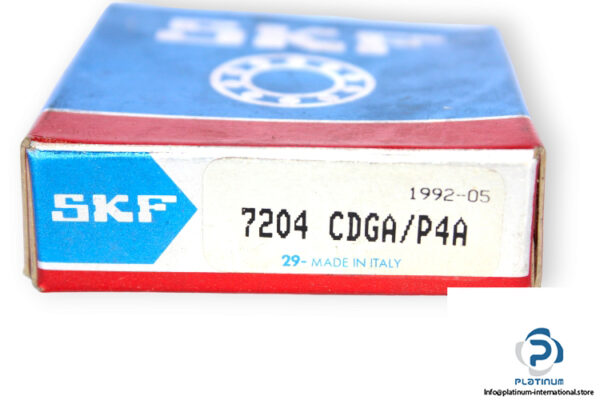 SKF
SKF
1992-05
7204 CDGA/P4A
29- MADE IN ITALY
PLATINUM
Info@platinum-international.store